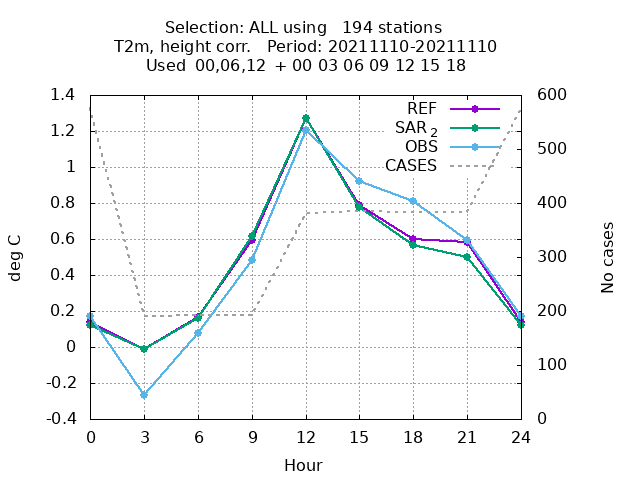 Selection: ALL using   194 stations
T2m, height corr.   Period: 20211110-20211110
Used  00,06,12  + 00 03 06 09 12 15 18
1.4
1.2
1
0.8
0.6
0.4
0.2
0
-0.2
-0.4
deg C
600
500
400
300
200
100
0
No cases
REF
SAR 2
OBS
CASES
0 3 6 9 12 15 18 21 24
Hour